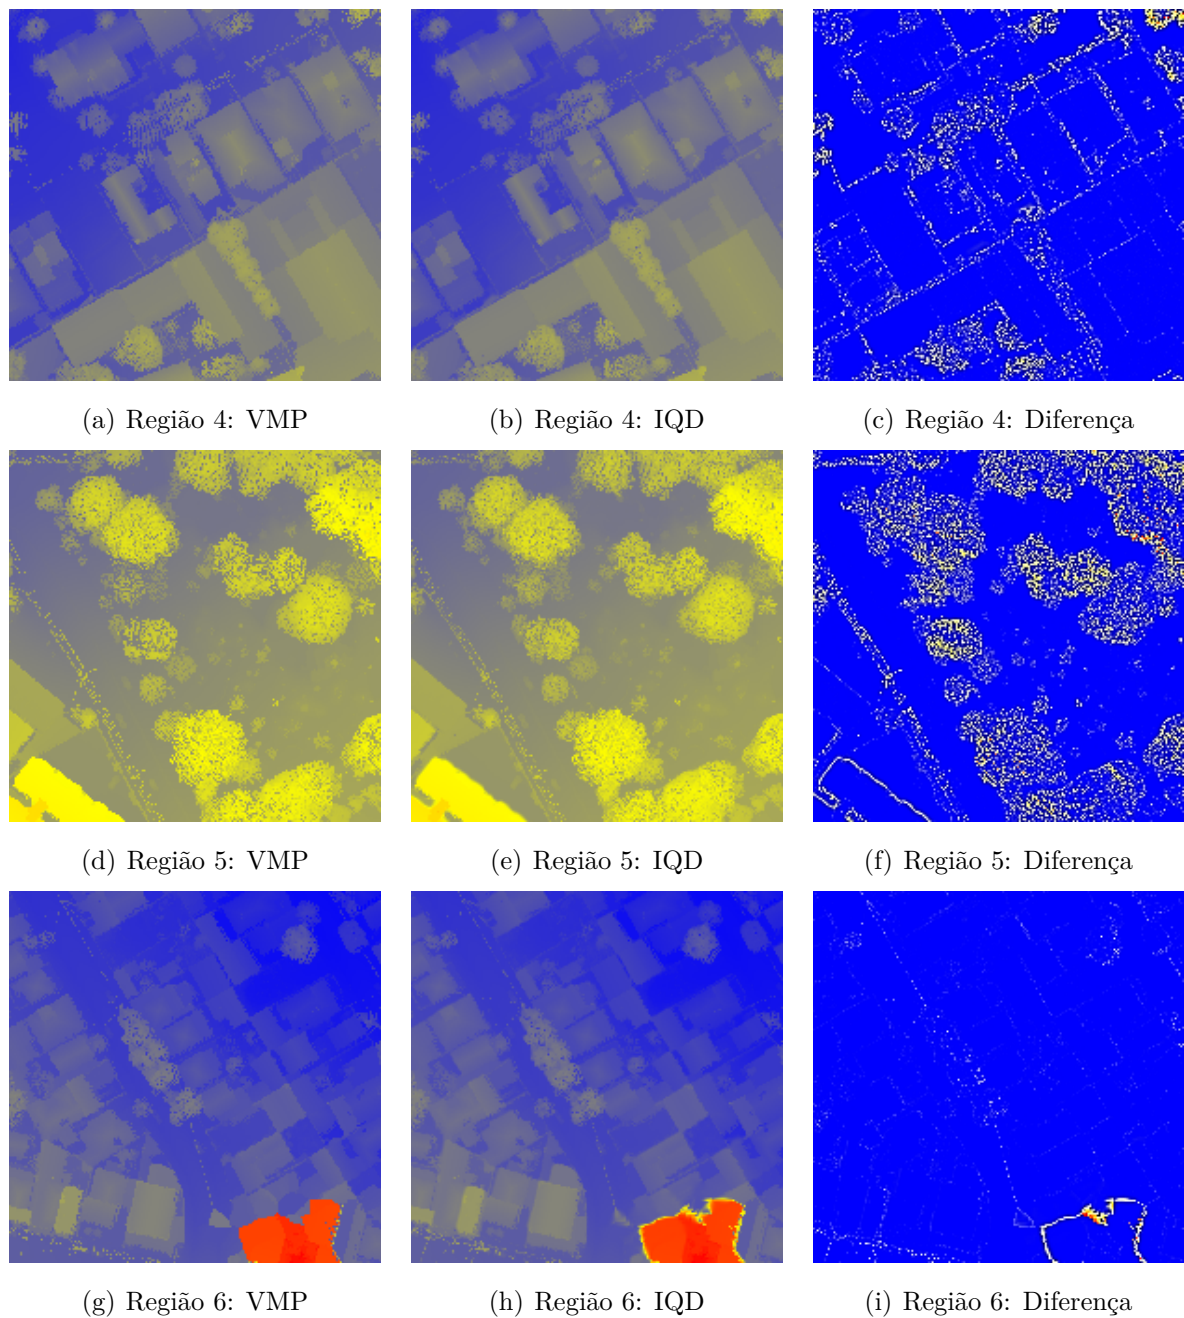 (a) Região 4: VMP
(b) Região 4: IQD
(c) Região 4: Diferença
(d) Região 5: VMP
(e) Região 5: IQD
(f) Região 5: Diferença
(g) Região 6: VMP
(h) Região 6: IQD
(i) Região 6: Diferença